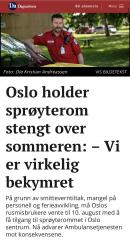 Dagsavisen
Foto: Ole Kristian Andreassen
VIS BILDETEKST
Oslo holder
sprøyterom
stengt over
sommeren: – Vi
er virkelig
bekymret
På grunn av smitteverntiltak, mangel på
personell og ferieavvikling, må Oslos
rusmisbrukere vente til 10. august med å
få tilgang til sprøyterommet i Oslo
sentrum. Nå advarer Ambulansetjenesten
mot konsekvensene.